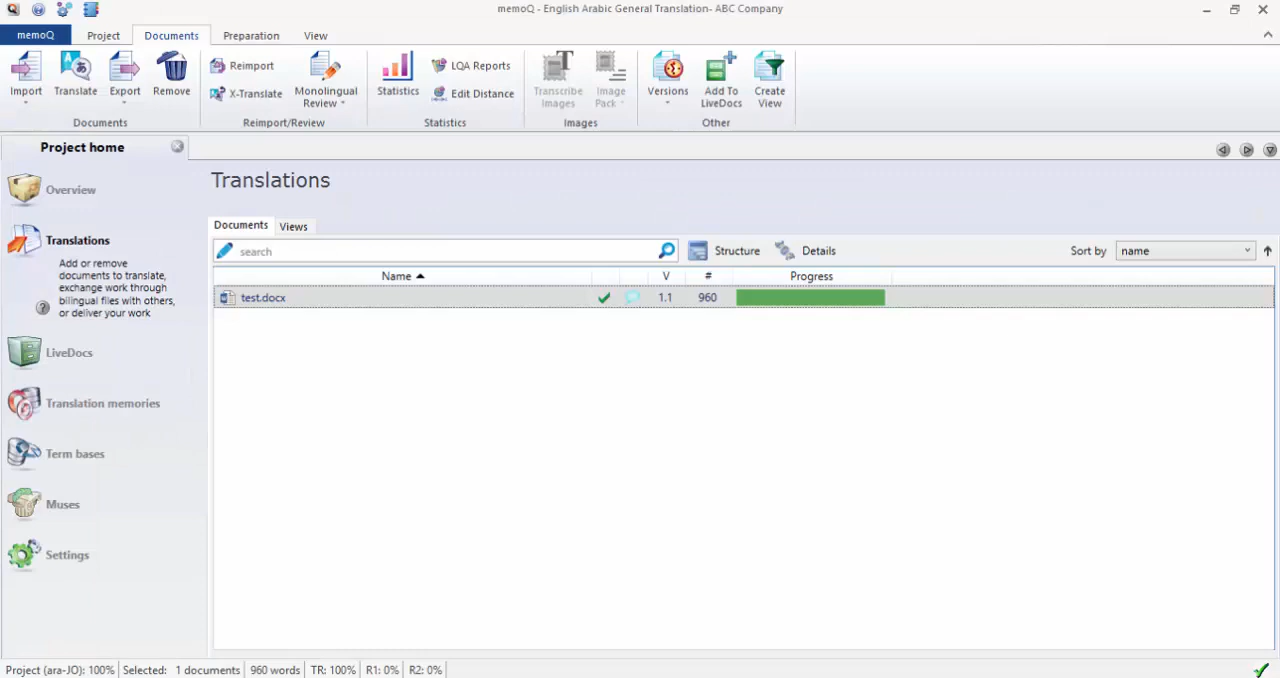 memoQ - English Arabic General Translation- ABC Company
memoQ Project Documents Preparation View
Import Translate Export Remove
Documents
Reimport
X-Translate
Monolingual
Review
Reimport/Review
Statistics
LQA Reports
Edit Distance
Statistics
Transcribe
Images
Image
Pack
Images
Versions
Add To
LiveDocs
Create
View
Other
Project home
Overview
Translations
Add or remove
documents to translate,
exchange work through
bilingual files with others,
or deliver your work
LiveDocs
Translation memories
Term bases
Muses
Settings
Translations
Documents Views
search Structure Details Sort by name
Name V # Progress
test.docx 1.1 960
Project (ara-JO): 100% Selected: 1 documents 960 words TR: 100% R1: 0% R2: 0%